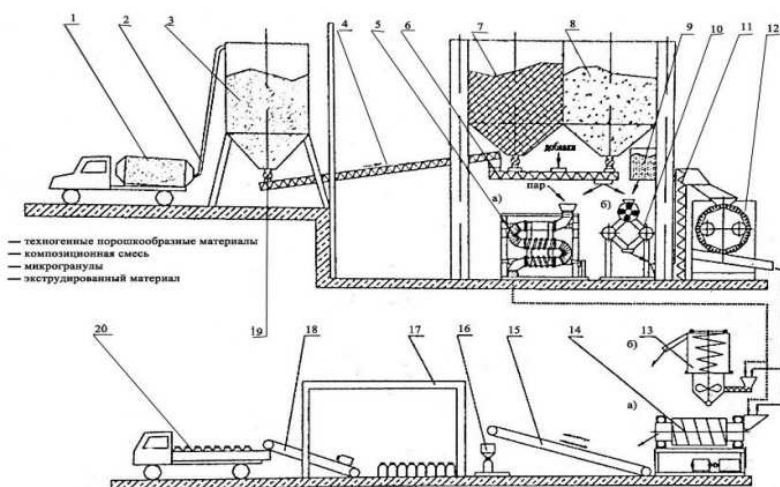 1 2 3 4 5 6 7 8 9 10 11 12
добавка
пар
а) б)
— техногенные порошкообразные материалы
— композиционная смесь
— микрогранулы
— экструдированный материал
19
20 18 17 16 15 14 13
б)
а)